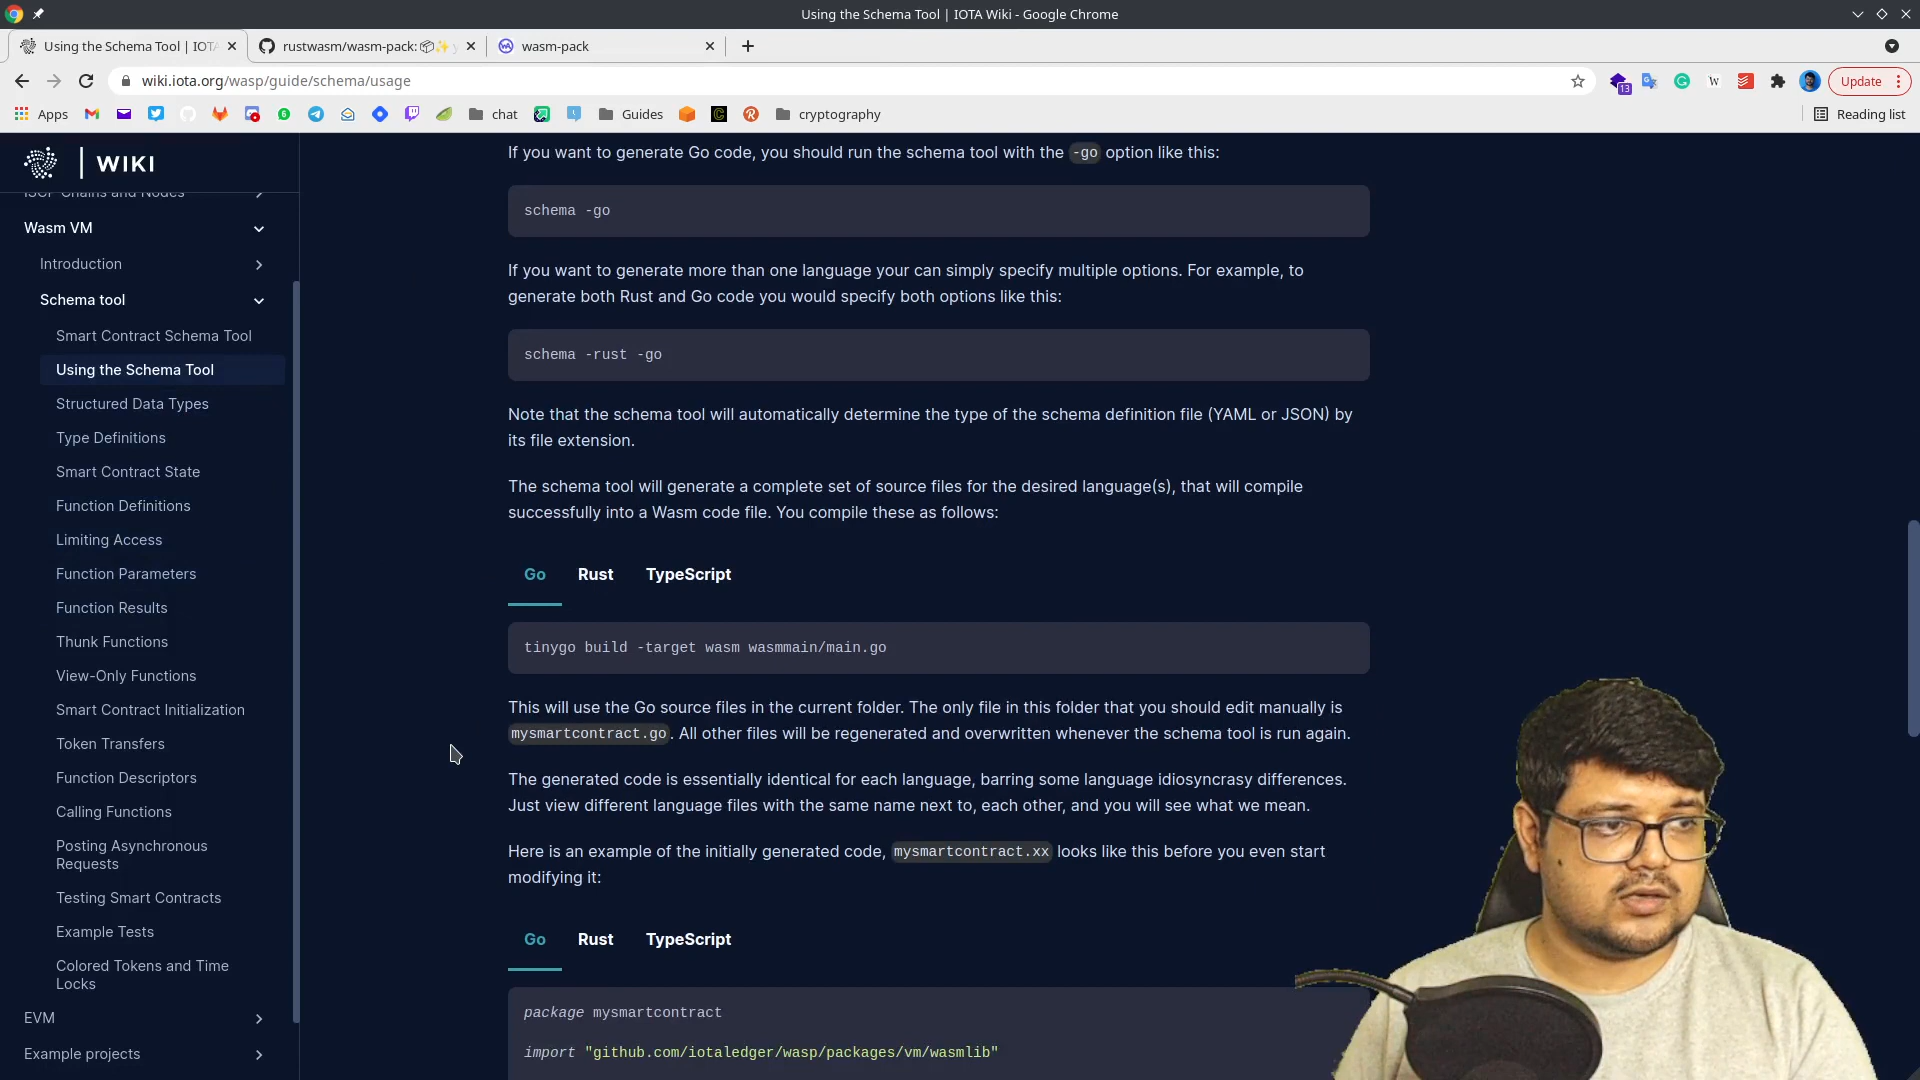 Using the Schema Tool | IOTA Wiki - Google Chrome
Using the Schema Tool | IOTA
rustwasm/wasm-pack:
wasm-pack
wiki.iota.org/wasp/guide/schema/usage
13
W
Update
Apps
chat
Guides
cryptography
Reading list
WIKI
ISCP Chains and Nodes
Wasm VM
Introduction
Schema tool
Smart Contract Schema Tool
Using the Schema Tool
Structured Data Types
Type Definitions
Smart Contract State
Function Definitions
Limiting Access
Function Parameters
Function Results
Thunk Functions
View-Only Functions
Smart Contract Initialization
Token Transfers
Function Descriptors
Calling Functions
Posting Asynchronous
Requests
Testing Smart Contracts
Example Tests
Colored Tokens and Time
Locks
EVM
Example projects
If you want to generate Go code, you should run the schema tool with the -go option like this:
schema -go
If you want to generate more than one language your can simply specify multiple options. For example, to
generate both Rust and Go code you would specify both options like this:
schema -rust -go
Note that the schema tool will automatically determine the type of the schema definition file (YAML or JSON) by
its file extension.
The schema tool will generate a complete set of source files for the desired language(s), that will compile
successfully into a Wasm code file. You compile these as follows:
Go Rust TypeScript
tinygo build -target wasm wasmmain/main.go
This will use the Go source files in the current folder. The only file in this folder that you should edit manually is
mysmartcontract.go. All other files will be regenerated and overwritten whenever the schema tool is run again.
The generated code is essentially identical for each language, barring some language idiosyncrasy differences.
Just view different language files with the same name next to, each other, and you will see what we mean.
Here is an example of the initially generated code, mysmartcontract.xx looks like this before you even start
modifying it:
Go Rust TypeScript
package mysmartcontract
import "github.com/iotaledger/wasp/packages/vm/wasmlib"